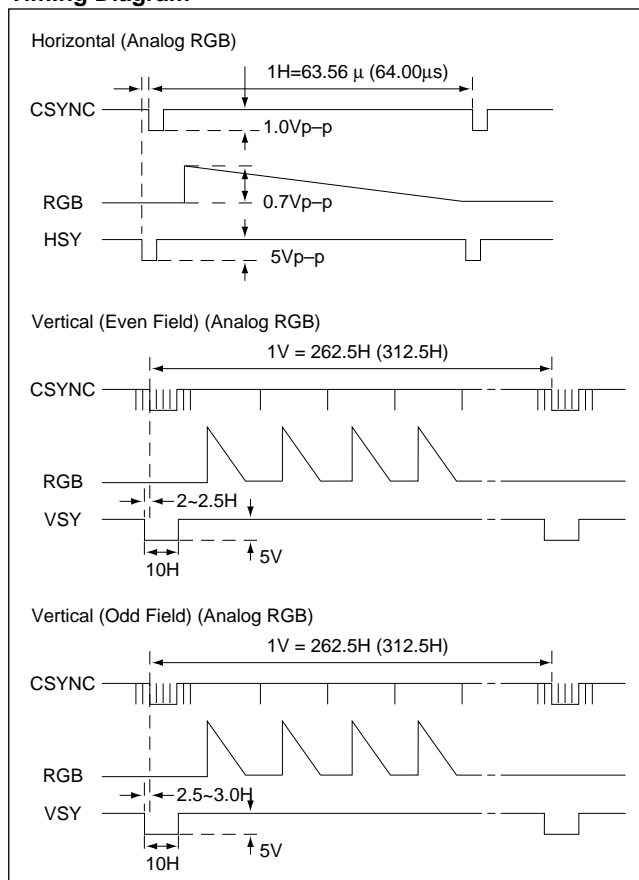 Timing Diagram
Horizontal (Analog RGB)
1H=63.56 μ (64.00μs)
CSYNC
1.0Vp–p
RGB
0.7Vp–p
HSY
5Vp–p
Vertical (Even Field) (Analog RGB)
1V = 262.5H (312.5H)
CSYNC
RGB
2~2.5H
VSY
5V
10H
Vertical (Odd Field) (Analog RGB)
1V = 262.5H (312.5H)
CSYNC
RGB
2.5~3.0H
VSY
5V
10H